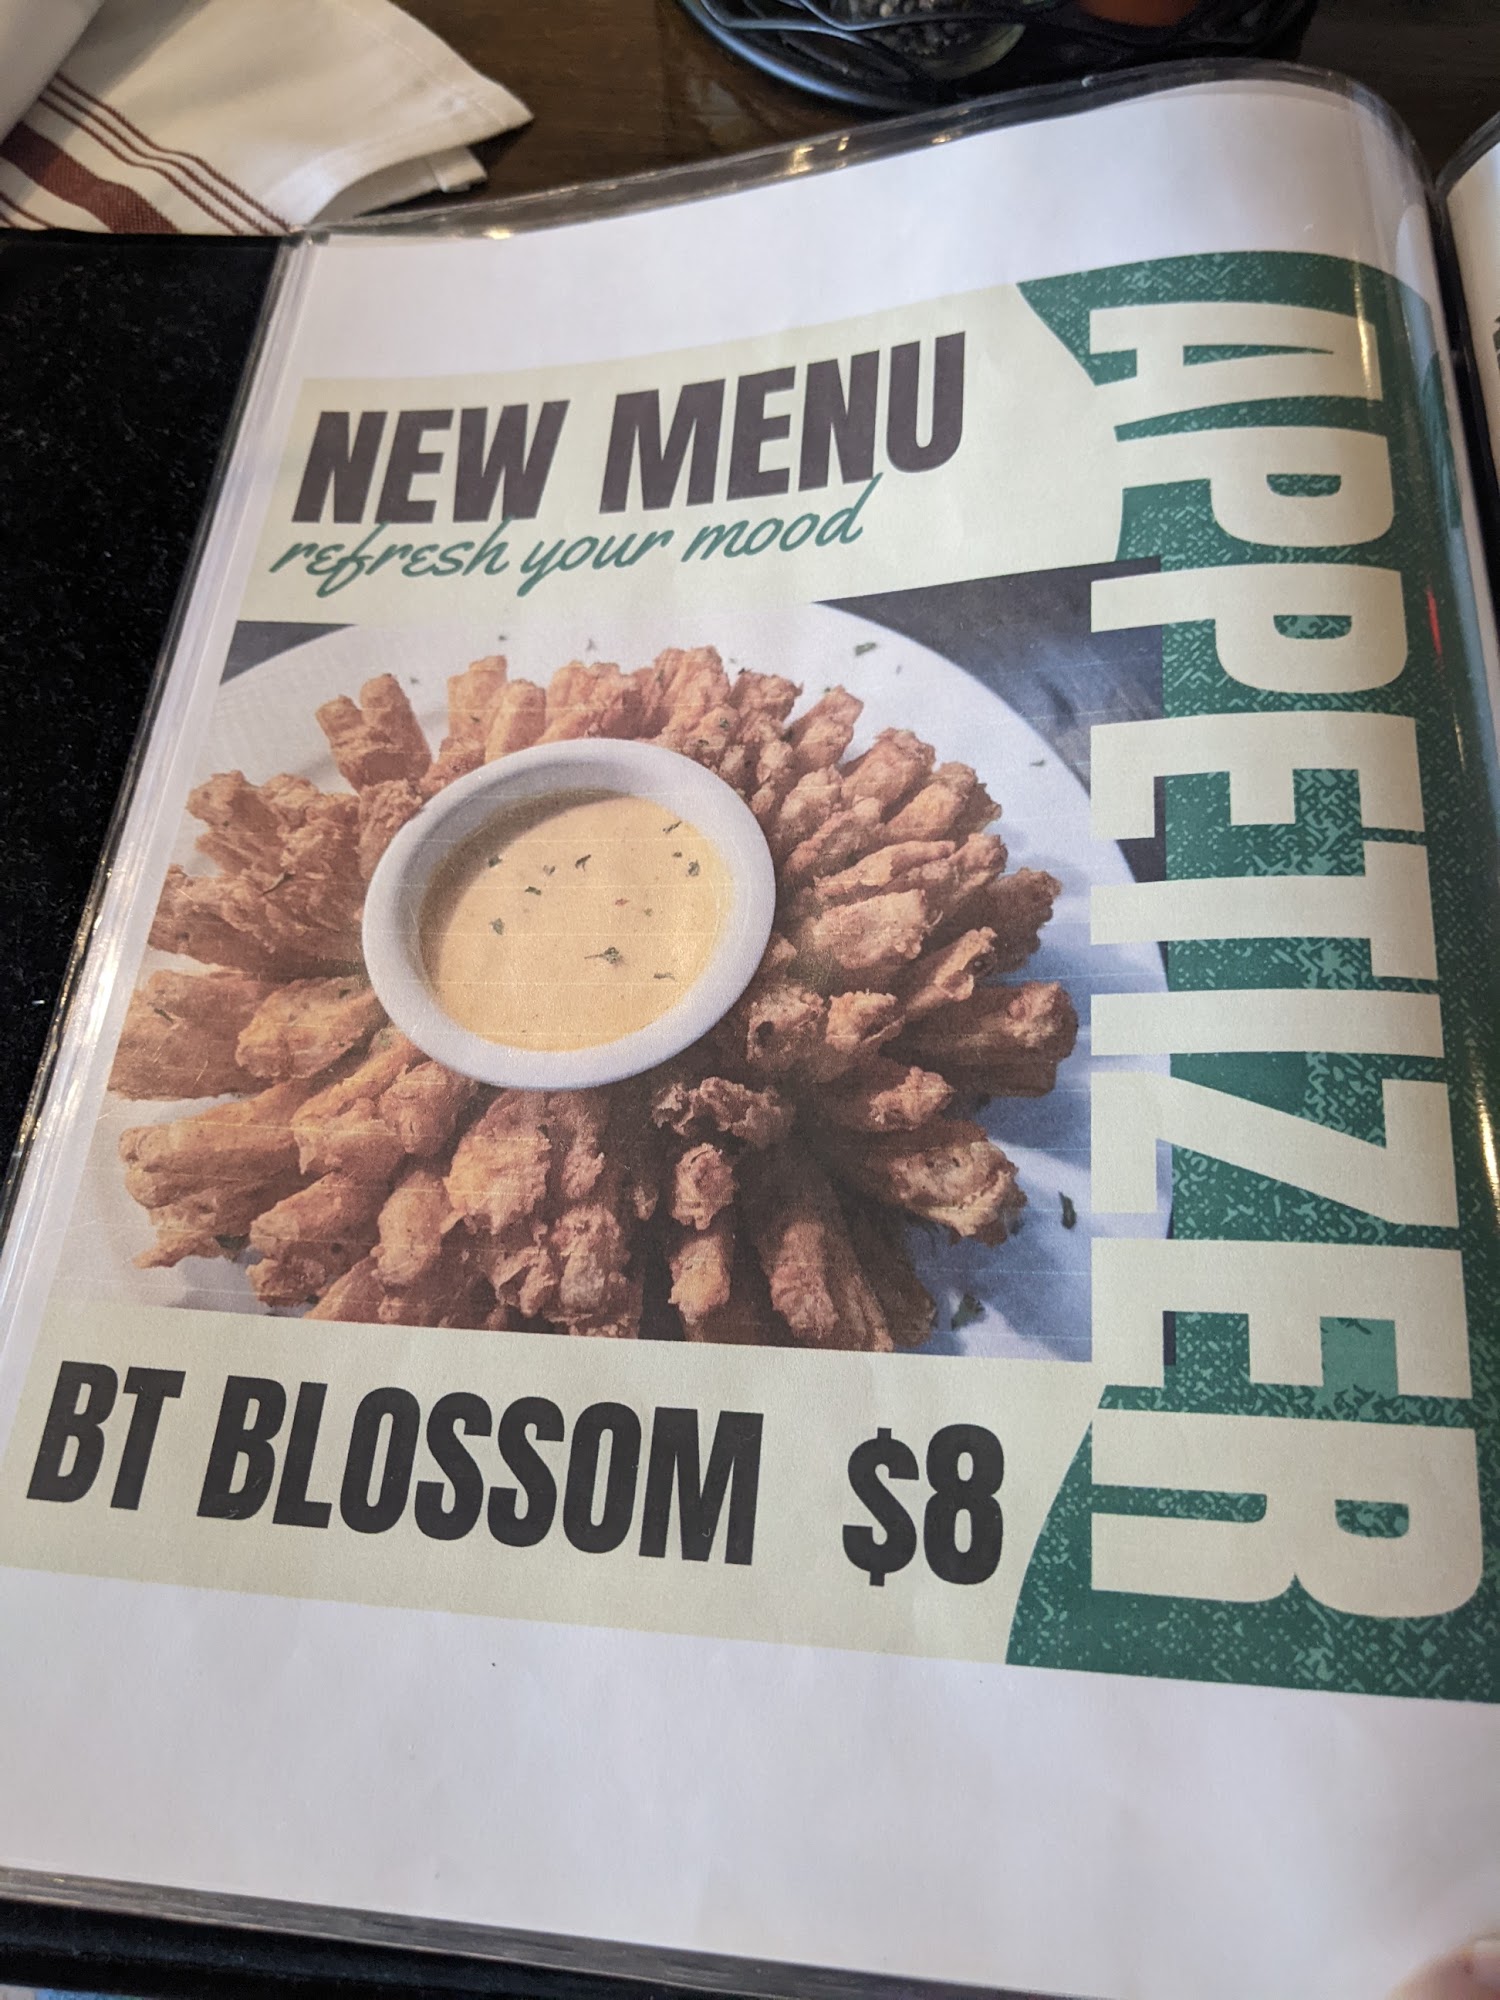 NEW MENU
refresh your mood
APPETIZER
BT BLOSSOM $8